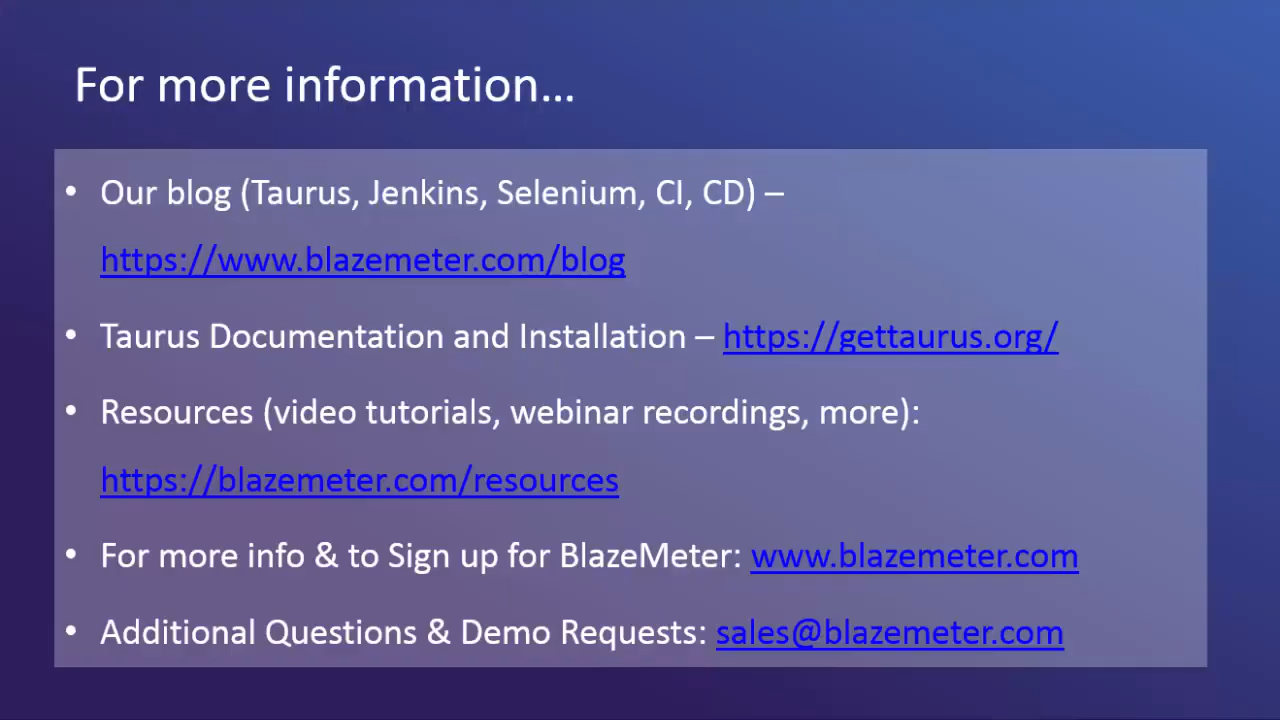 For more information...
• Our blog (Taurus, Jenkins, Selenium, CI, CD) –
https://www.blazemeter.com/blog
• Taurus Documentation and Installation – https://gettaurus.org/
• Resources (video tutorials, webinar recordings, more):
https://blazemeter.com/resources
• For more info & to Sign up for BlazeMeter: www.blazemeter.com
• Additional Questions & Demo Requests: sales@blazemeter.com